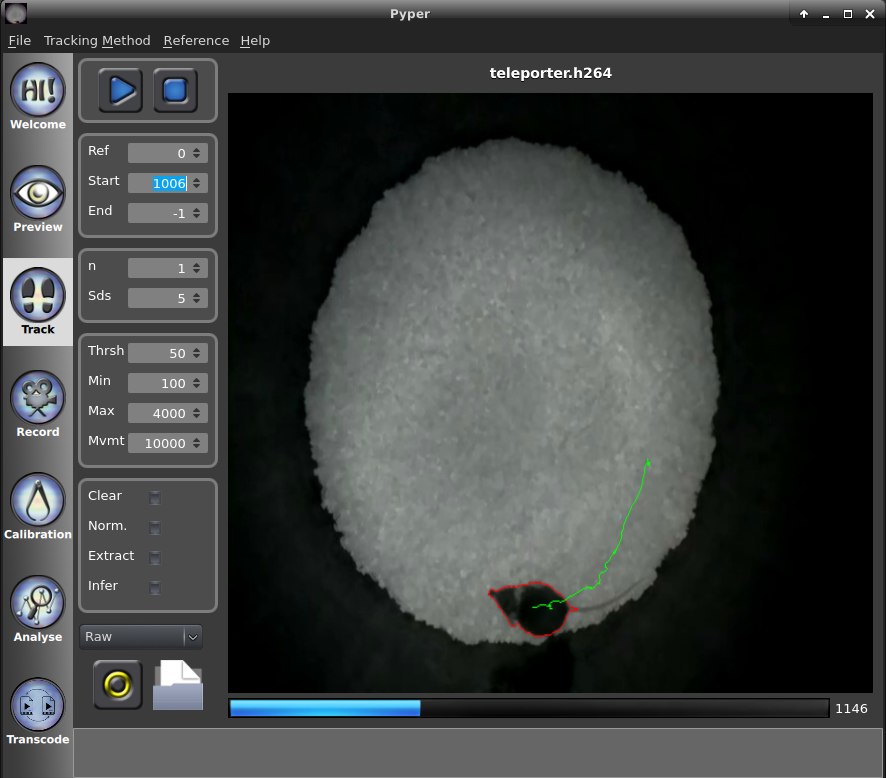 Pyper
File Tracking Method Reference Help
HI!
Welcome
Preview
Track
Record
Calibration
Analyse
Transcode
Ref 0
Start 1006
End -1
n 1
Sds 5
Thrsh 50
Min 100
Max 4000
Mvmt 10000
Clear
Norm.
Extract
Infer
Raw
teleporter.h264
1146